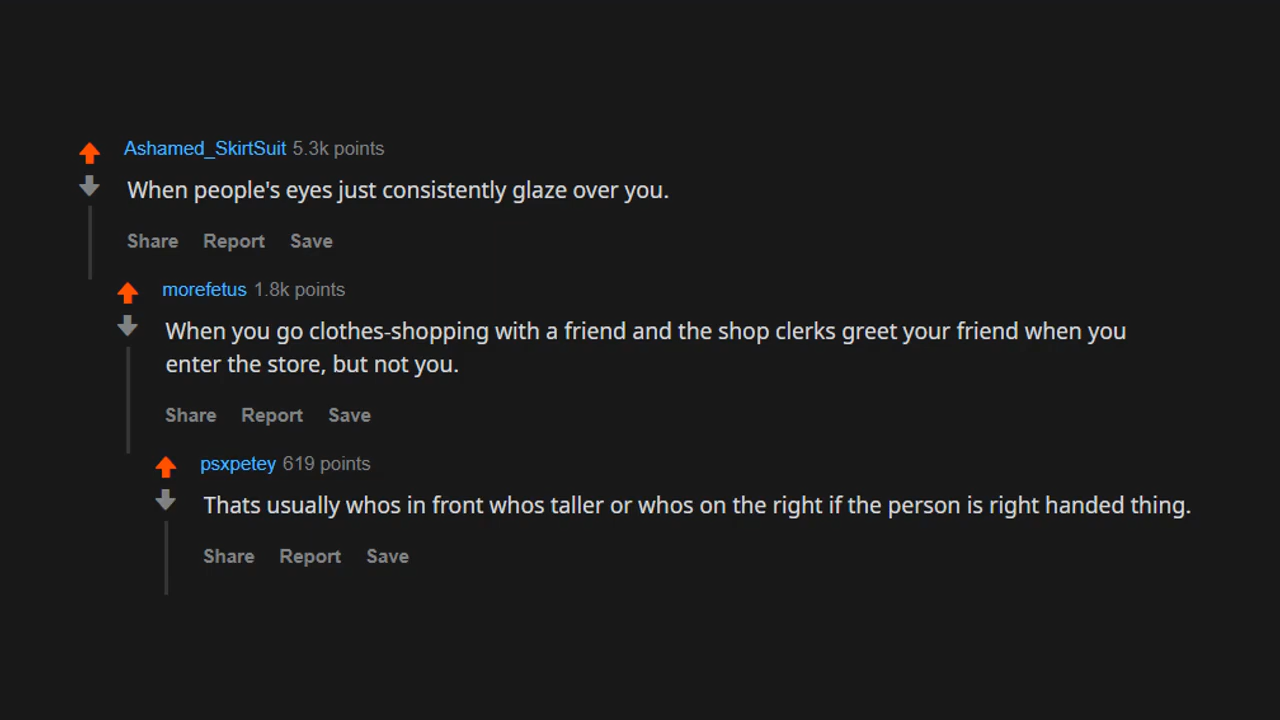 Ashamed_SkirtSuit 5.3k points
When people's eyes just consistently glaze over you.
Share Report Save
morefetus 1.8k points
When you go clothes-shopping with a friend and the shop clerks greet your friend when you
enter the store, but not you.
Share Report Save
psxpetey 619 points
Thats usually whos in front whos taller or whos on the right if the person is right handed thing.
Share Report Save